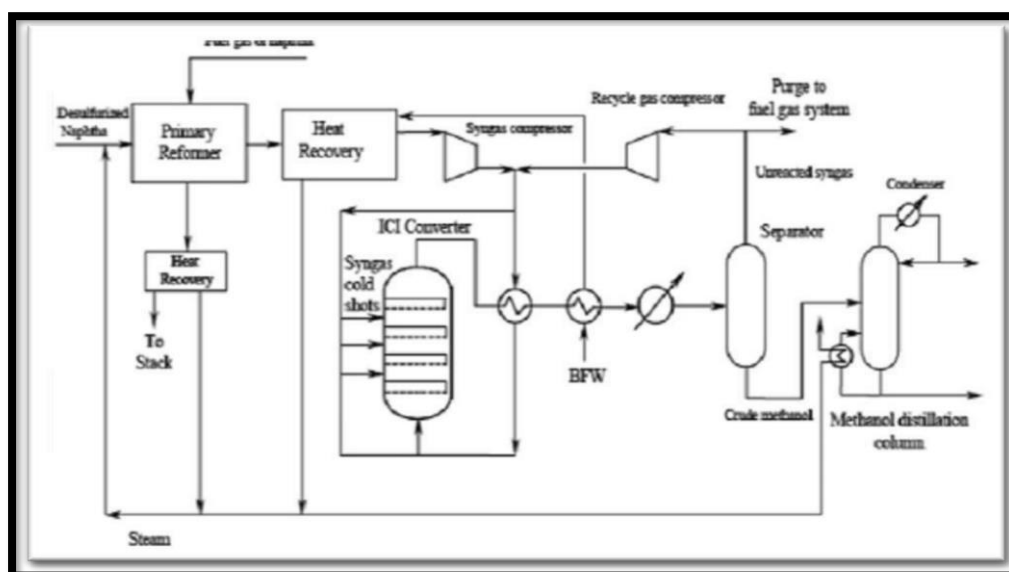 Desulfurized
Naphtha
Primary
Reformer
Heat
Recovery
Syngas compressor
Recycle gas compressor
Purge to
fuel gas system
Unreacted syngas
Condenser
ICI Converter
Separator
Heat
Recovery
Syngas
cold
shots
To
Stack
BFW
Crude methanol
Methanol distillation
column
Steam